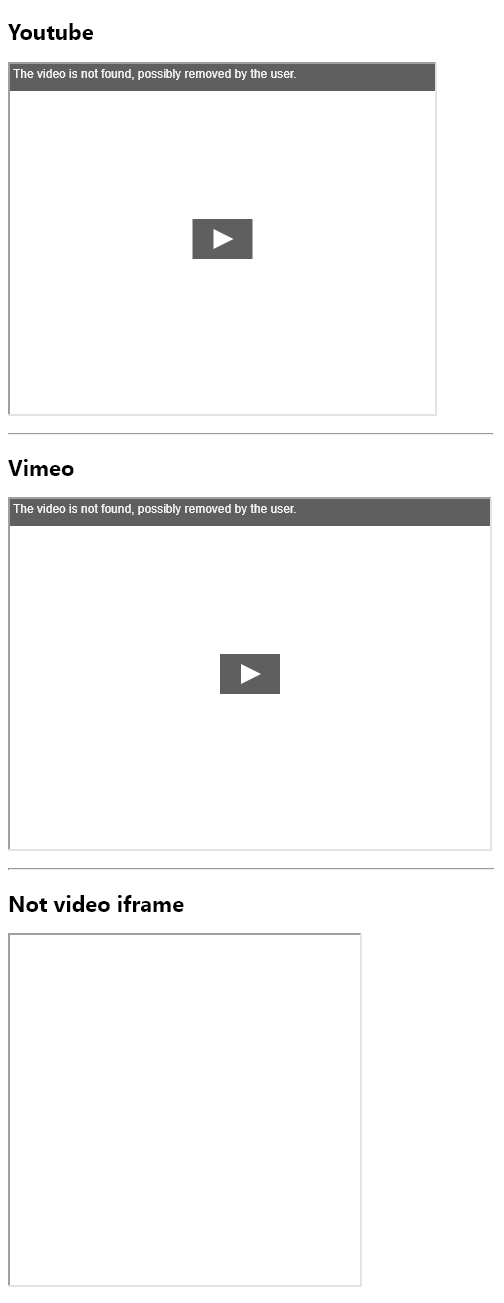 Youtube
The video is not found, possibly removed by the user.
Vimeo
The video is not found, possibly removed by the user.
Not video iframe